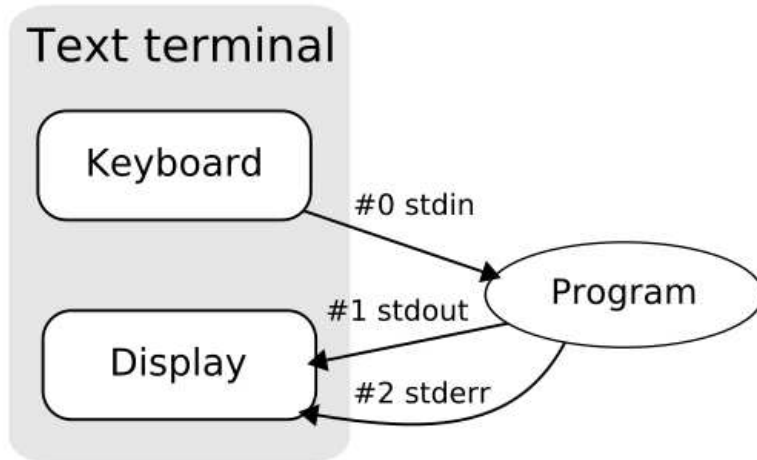 Text terminal
Keyboard
#0 stdin
Program
#1 stdout
Display
#2 stderr